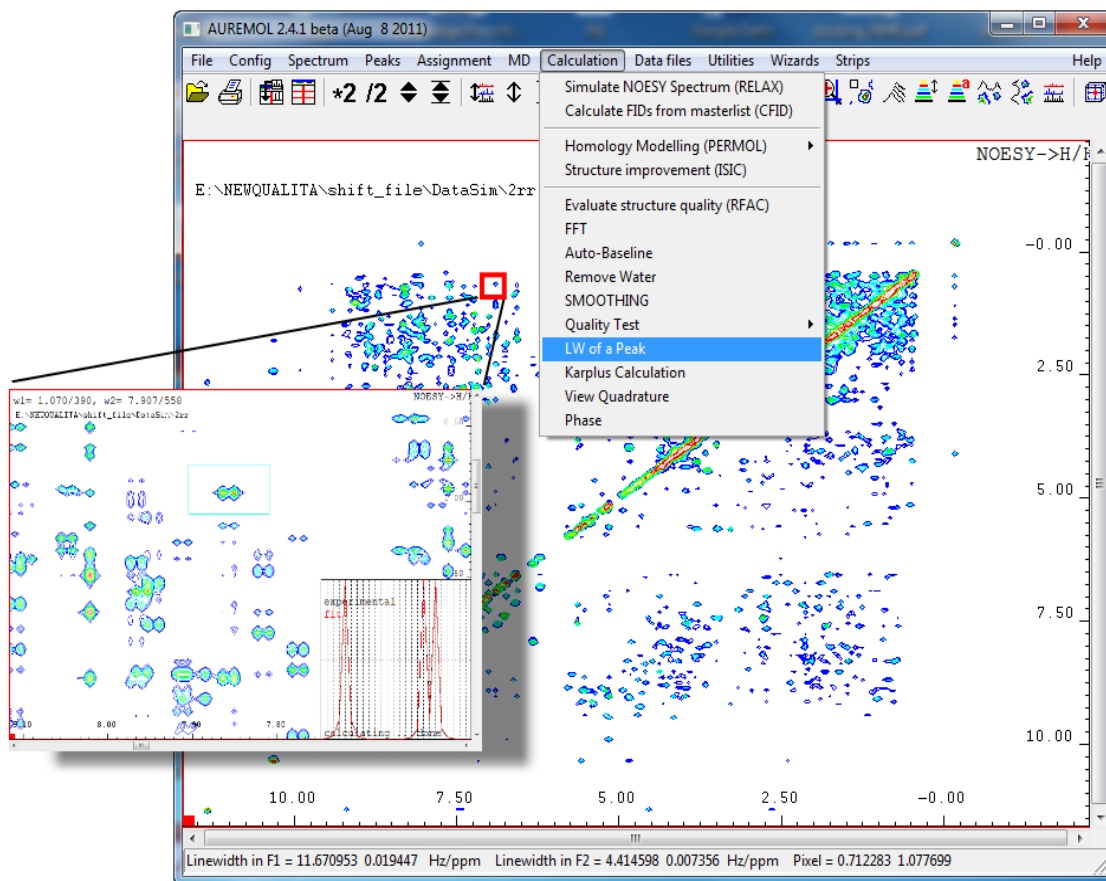 AUREMOL 2.4.1 beta (Aug 8 2011)
File Config Spectrum Peaks Assignment MD Calculation Data files Utilities Wizards Strips Help
*2 /2
Simulate NOESY Spectrum (RELAX)
Calculate FIDs from masterlist (CFID)
Homology Modelling (PERMOL)
Structure improvement (ISIC)
Evaluate structure quality (RFAC)
FFT
Auto-Baseline
Remove Water
SMOOTHING
Quality Test
LW of a Peak
Karplus Calculation
View Quadrature
Phase
NOESY->H/
E:\NEWQUALITA\shift_file\DataSim\2rr
-0.00
2.50
5.00
7.50
10.00
10.00 7.50 5.00 2.50 -0.00
w1= 1.070/390, w2= 7.907/558
NOESY->H/
E:\NEWQUALITA\shift_file\DataSim\2rr
0.50
experimental
calculating done
8.00 7.80
Linewidth in F1 = 11.670953 0.019447 Hz/ppm Linewidth in F2 = 4.414598 0.007356 Hz/ppm Pixel = 0.712283 1.077699